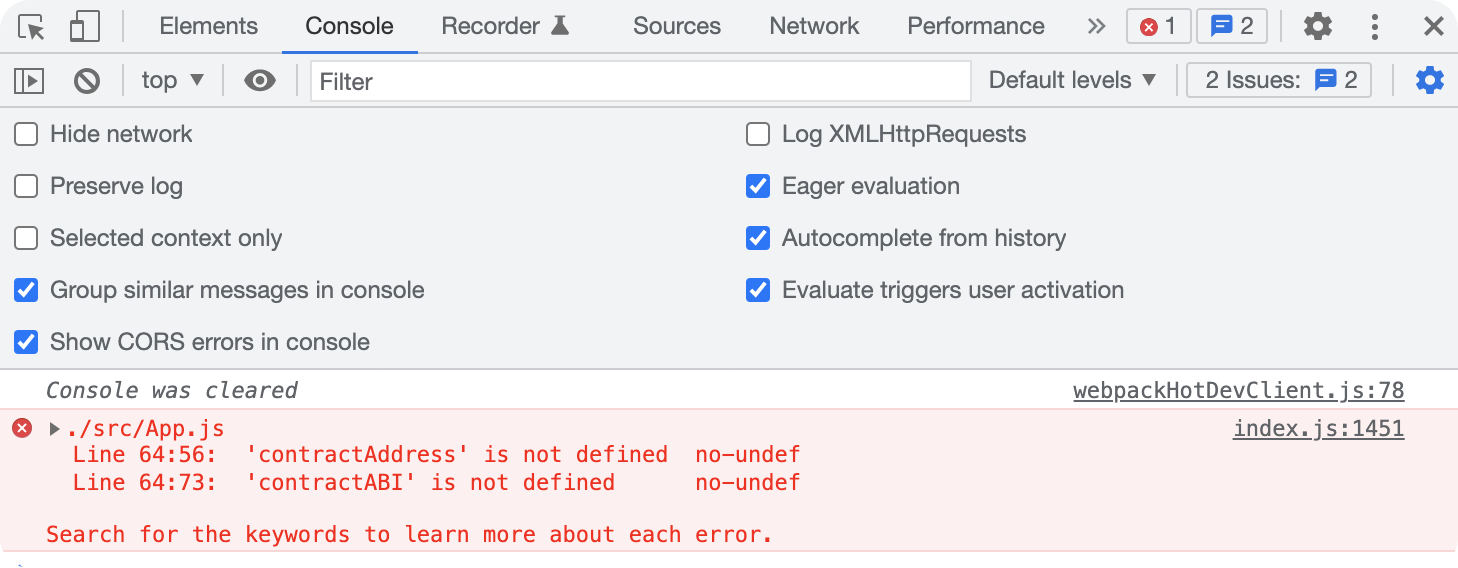 Elements Console Recorder Sources Network Performance 1 2
top Filter Default levels 2 Issues: 2
Hide network Log XMLHttpRequests
Preserve log Eager evaluation
Selected context only Autocomplete from history
Group similar messages in console Evaluate triggers user activation
Show CORS errors in console
Console was cleared webpackHotDevClient.js:78
./src/App.js index.js:1451
Line 64:56: 'contractAddress' is not defined no-undef
Line 64:73: 'contractABI' is not defined no-undef
Search for the keywords to learn more about each error.